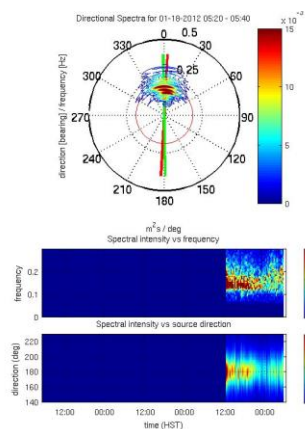 Directional Spectra for 01-18-2012 05:20 - 05:40
x 10⁻³
0
0.5
330
30
0.25
300
60
270
90
240
120
210
150
180
direction [bearing] / frequency [Hz]
15
10
5
0
m²s / deg
Spectral intensity vs frequency
frequency
0.2
0.1
0
Spectral intensity vs source direction
direction (deg)
220
200
180
160
140
12:00 00:00 12:00 00:00 12:00 00:00
time (HST)